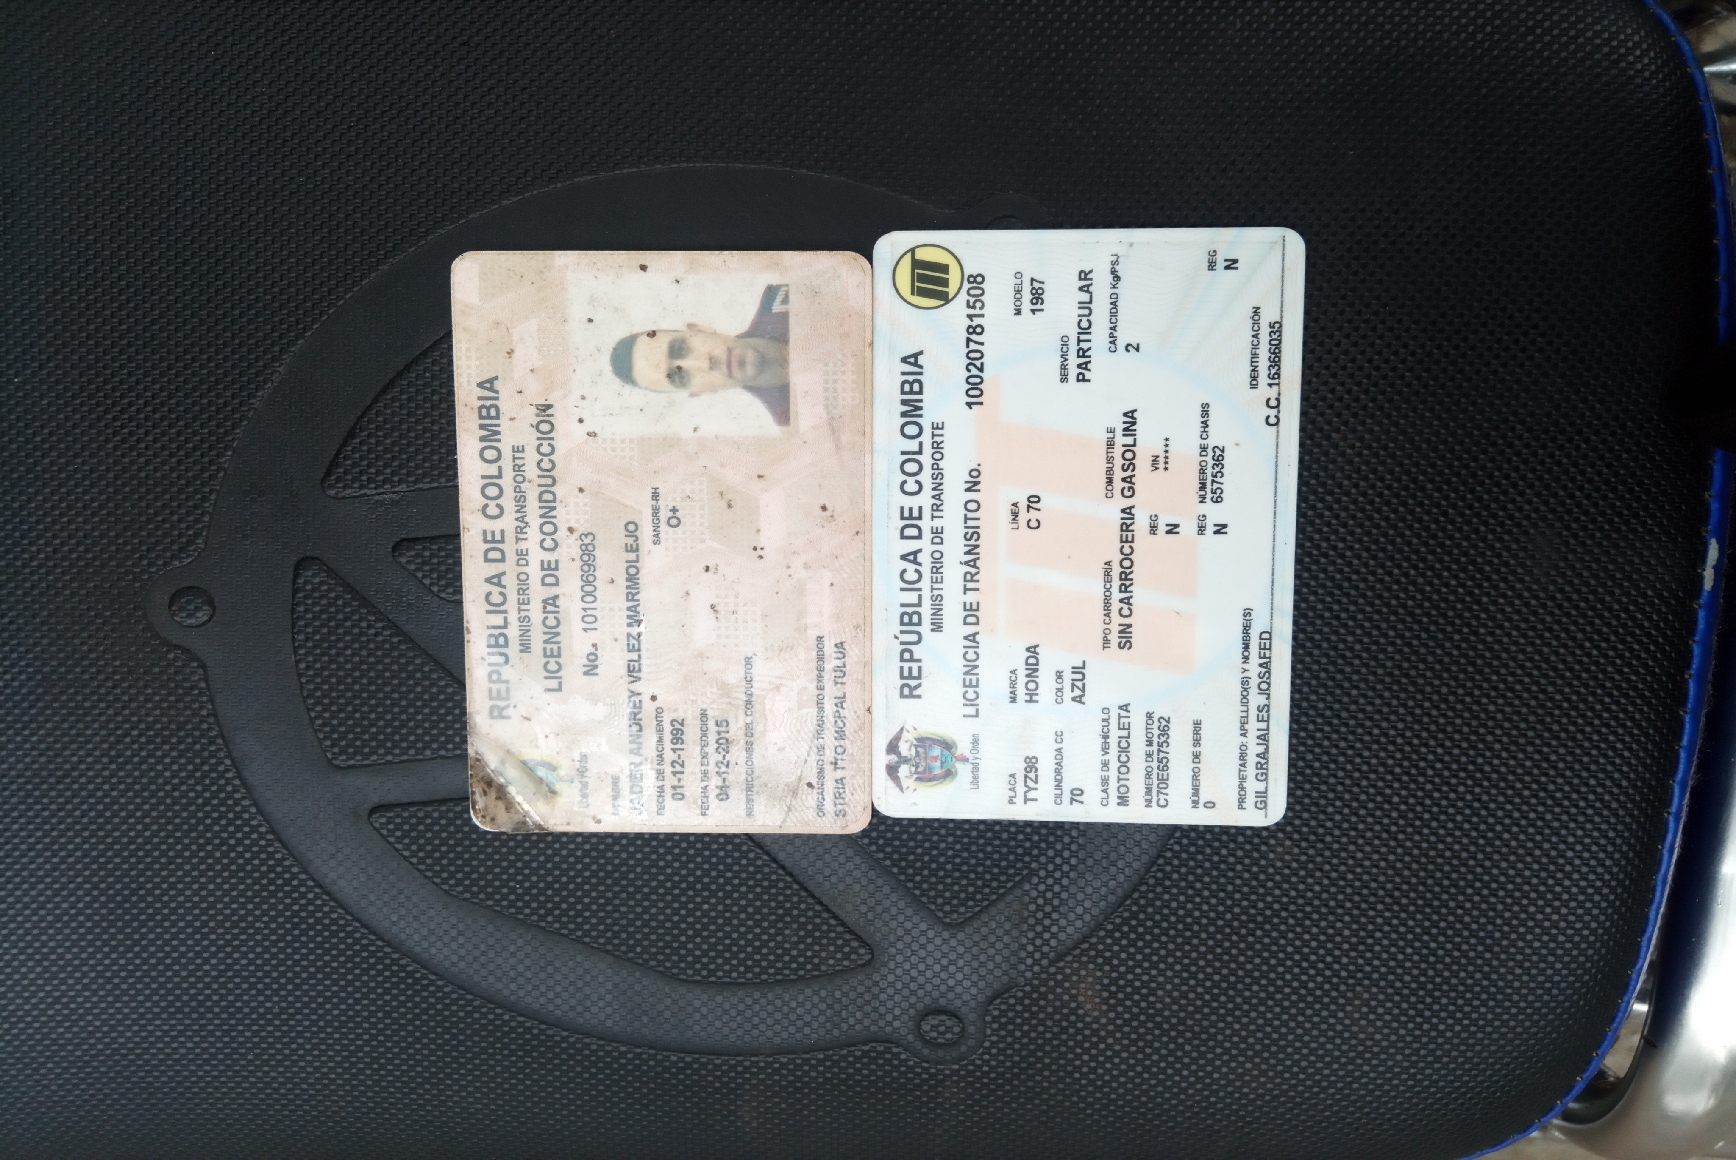 REPÚBLICA DE COLOMBIA
MINISTERIO DE TRANSPORTE
LICENCIA DE CONDUCCIÓN
No. 1010069983
NOMBRE
JADER ANDREY VELEZ MARMOLEJO
FECHA DE NACIMIENTO SANGRE-RH
01-12-1992 O+
FECHA DE EXPEDICION
04-12-2015
RESTRICCIONES DEL CONDUCTOR
ORGANISMO DE TRANSITO EXPEDIDOR
STRIA TTO MCPAL TULUA
REPÚBLICA DE COLOMBIA
MINISTERIO DE TRANSPORTE
Libertad y Orden
LICENCIA DE TRÁNSITO No. 10020781508
PLACA MARCA LÍNEA MODELO
TYZ98 HONDA C 70 1987
CILINDRADA CC COLOR SERVICIO
70 AZUL PARTICULAR
CLASE DE VEHÍCULO TIPO CARROCERÍA COMBUSTIBLE CAPACIDAD Kg/PSJ
MOTOCICLETA SIN CARROCERIA GASOLINA 2
NÚMERO DE MOTOR REG VIN
C70E6575362 N ******
NÚMERO DE SERIE REG NÚMERO DE CHASIS REG
0 N 6575362 N
PROPIETARIO: APELLIDO(S) Y NOMBRE(S) IDENTIFICACIÓN
GIL GRAJALES JOSAFED C.C. 16366035